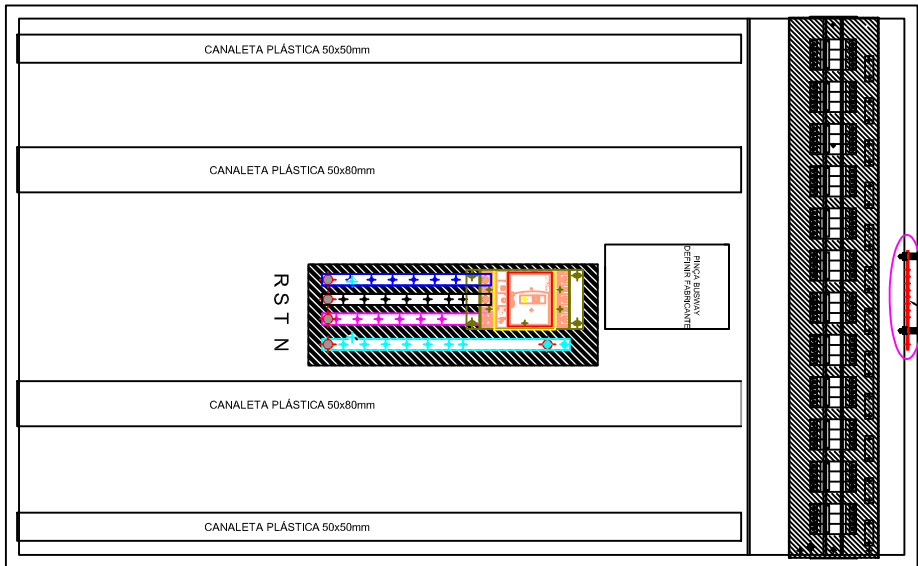 CANALETA PLÁSTICA 50x50mm
CANALETA PLÁSTICA 50x80mm
PINÇA BUSWAY
DEFINIR FABRICANTE
R S T N
CANALETA PLÁSTICA 50x80mm
CANALETA PLÁSTICA 50x50mm